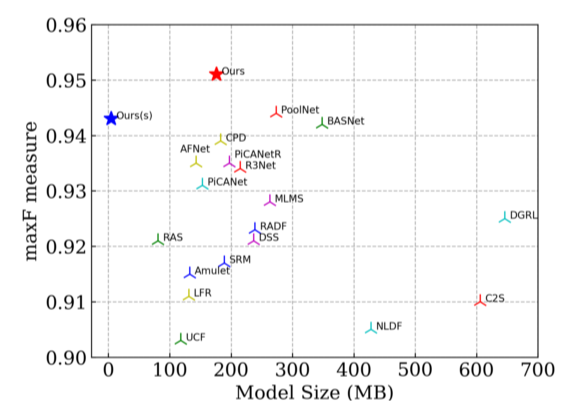 0.96
0.95
0.94
0.93
0.92
0.91
0.90
maxF measure
Ours
Ours(s)
PoolNet
BASNet
CPD
AFNet
PiCANetR
R3Net
PiCANet
MLMS
DGRL
RADF
RAS
DSS
SRM
Amulet
LFR
C2S
NLDF
UCF
0 100 200 300 400 500 600 700
Model Size (MB)